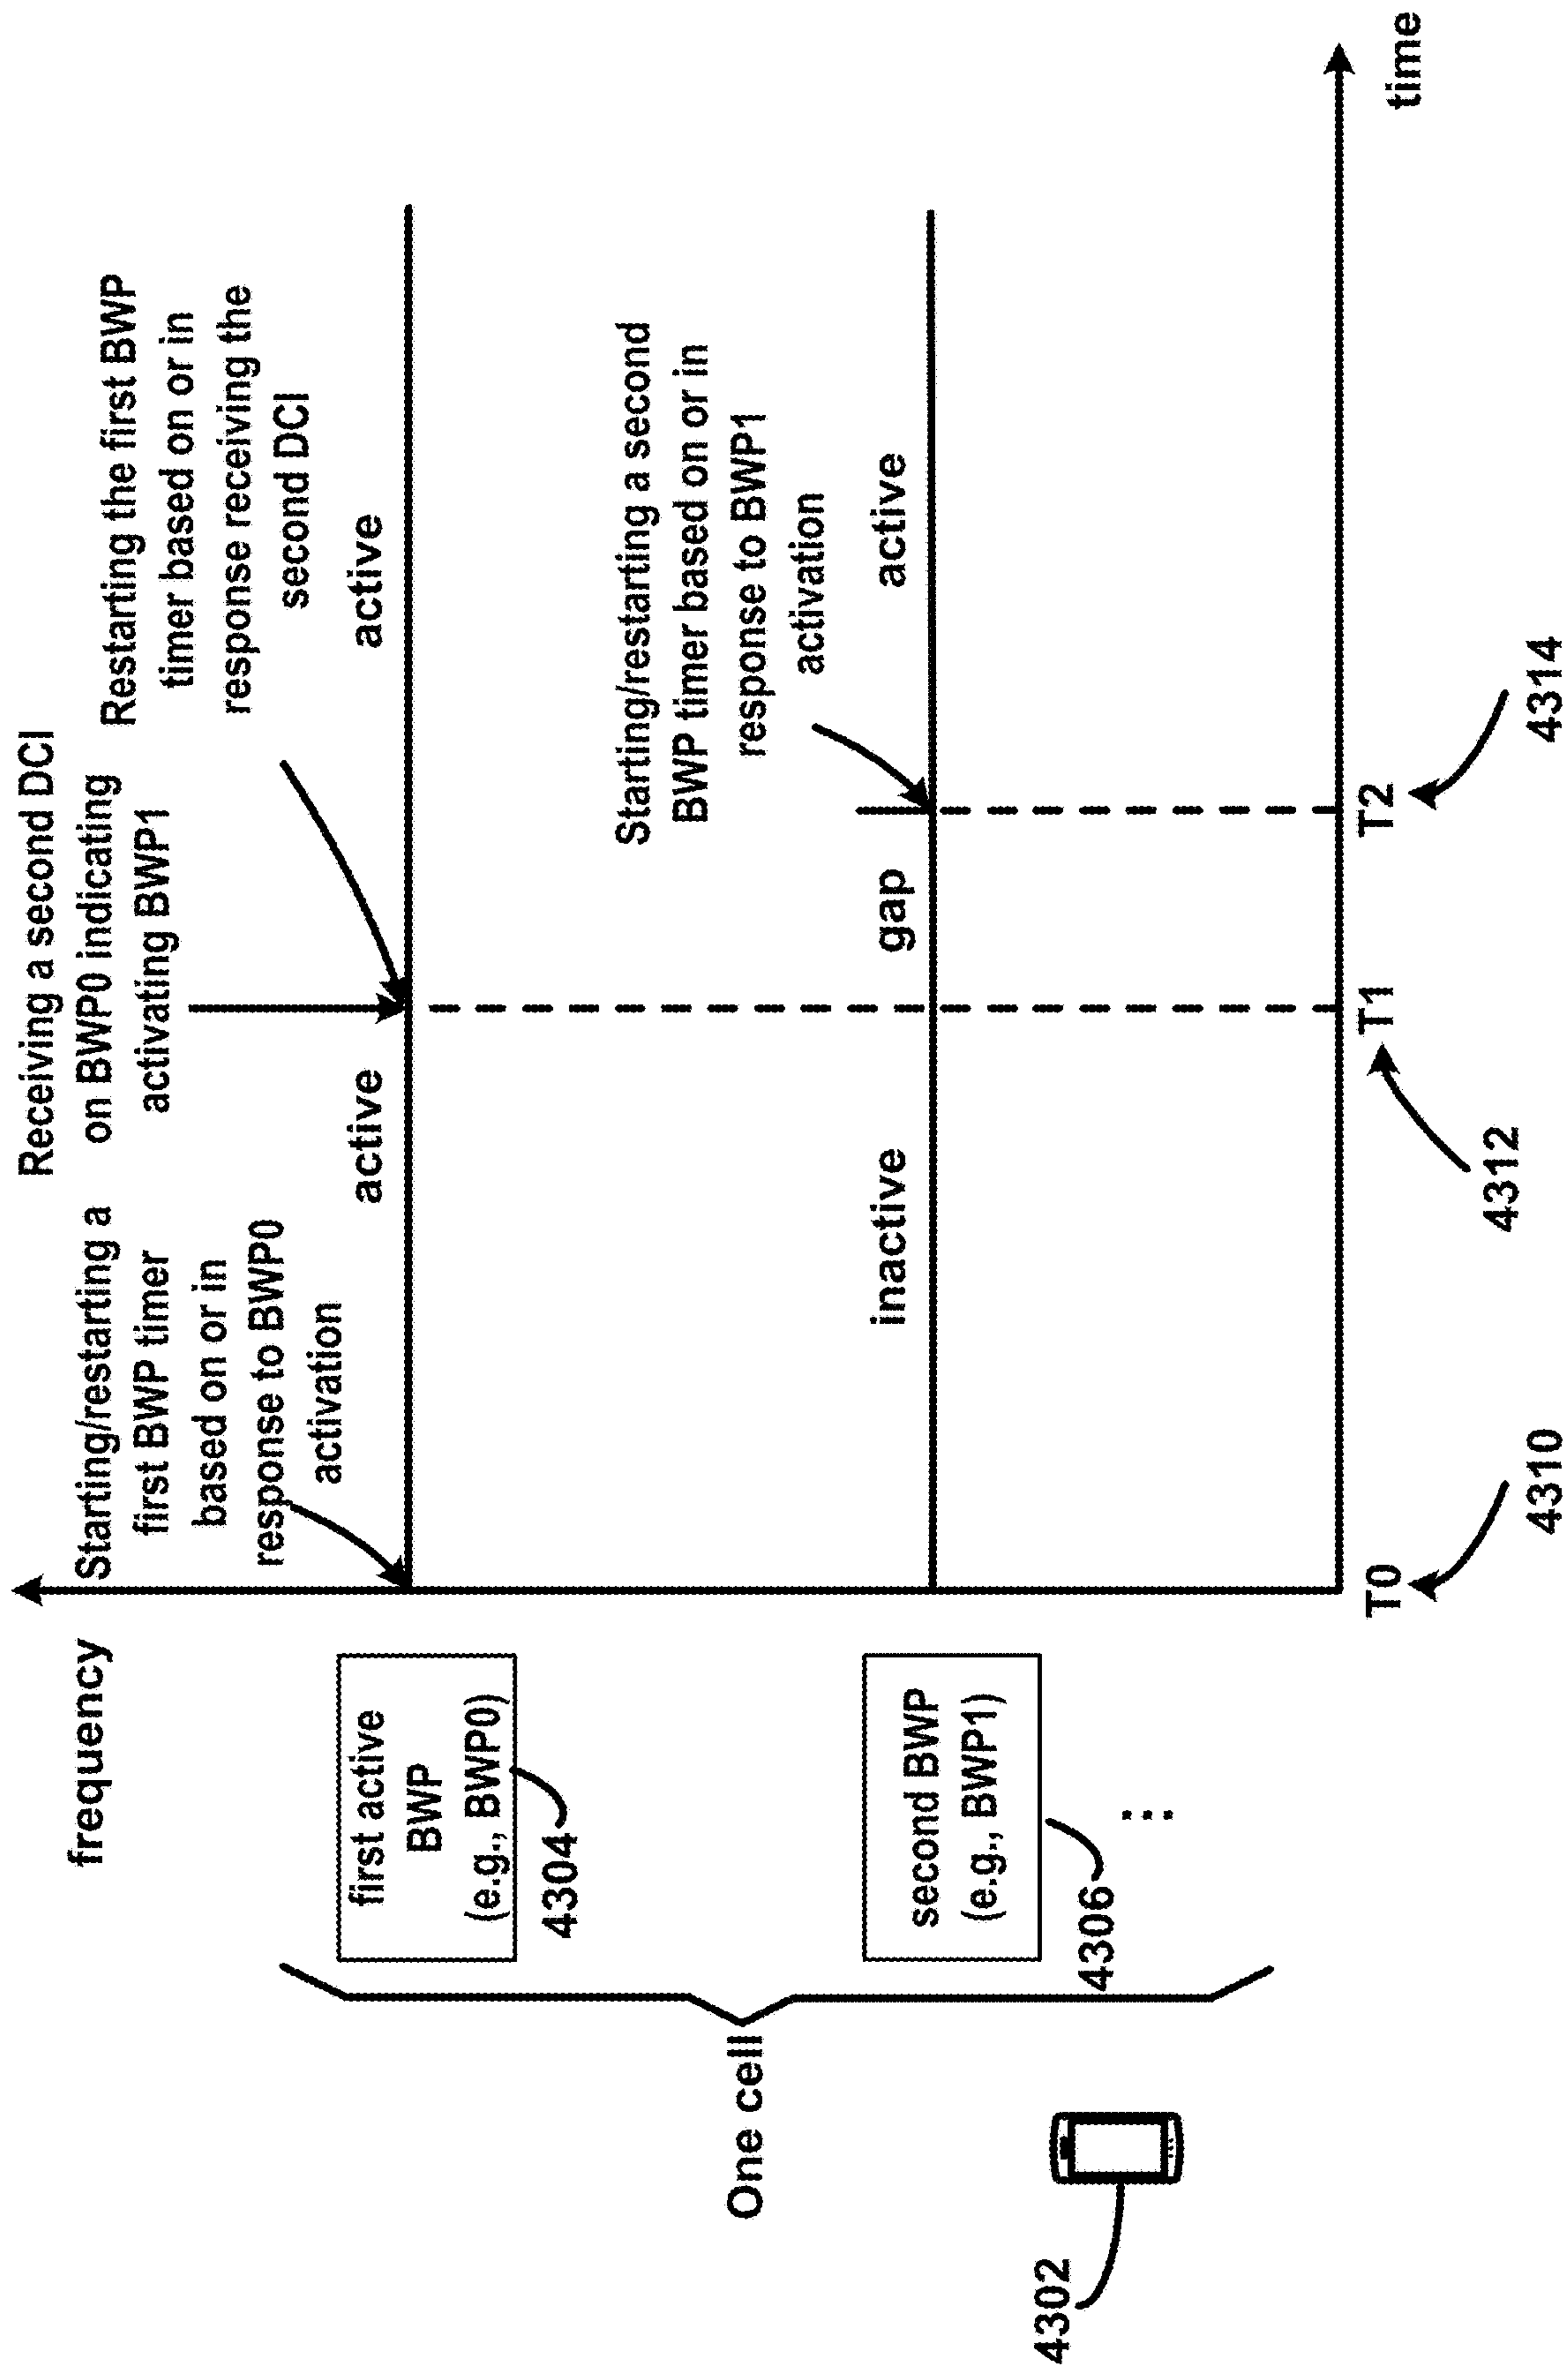 frequency
Starting/restarting a
first BWP timer
based on or in
response to BWP0
activation
Receiving a second DCI
on BWP0 indicating
activating BWP1
Restarting the first BWP
timer based on or in
response receiving the
second DCI
first active
BWP
(e.g., BWP0)
4304
active
active
Starting/restarting a second
BWP timer based on or in
response to BWP1
activation
One cell
second BWP
(e.g., BWP1)
4306
inactive
gap
active
4302
T0
T1
T2
time
4310
4312
4314